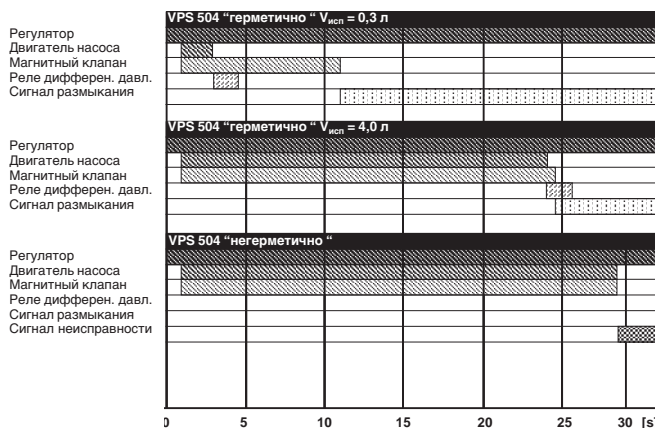 VPS 504 “герметично “ Vисп = 0,3 л
Регулятор
Двигатель насоса
Магнитный клапан
Реле дифферен. давл.
Сигнал размыкания
VPS 504 “герметично “ Vисп = 4,0 л
Регулятор
Двигатель насоса
Магнитный клапан
Реле дифферен. давл.
Сигнал размыкания
VPS 504 “негерметично “
Регулятор
Двигатель насоса
Магнитный клапан
Реле дифферен. давл.
Сигнал размыкания
Сигнал неисправности
0 5 10 15 20 25 30 [s]